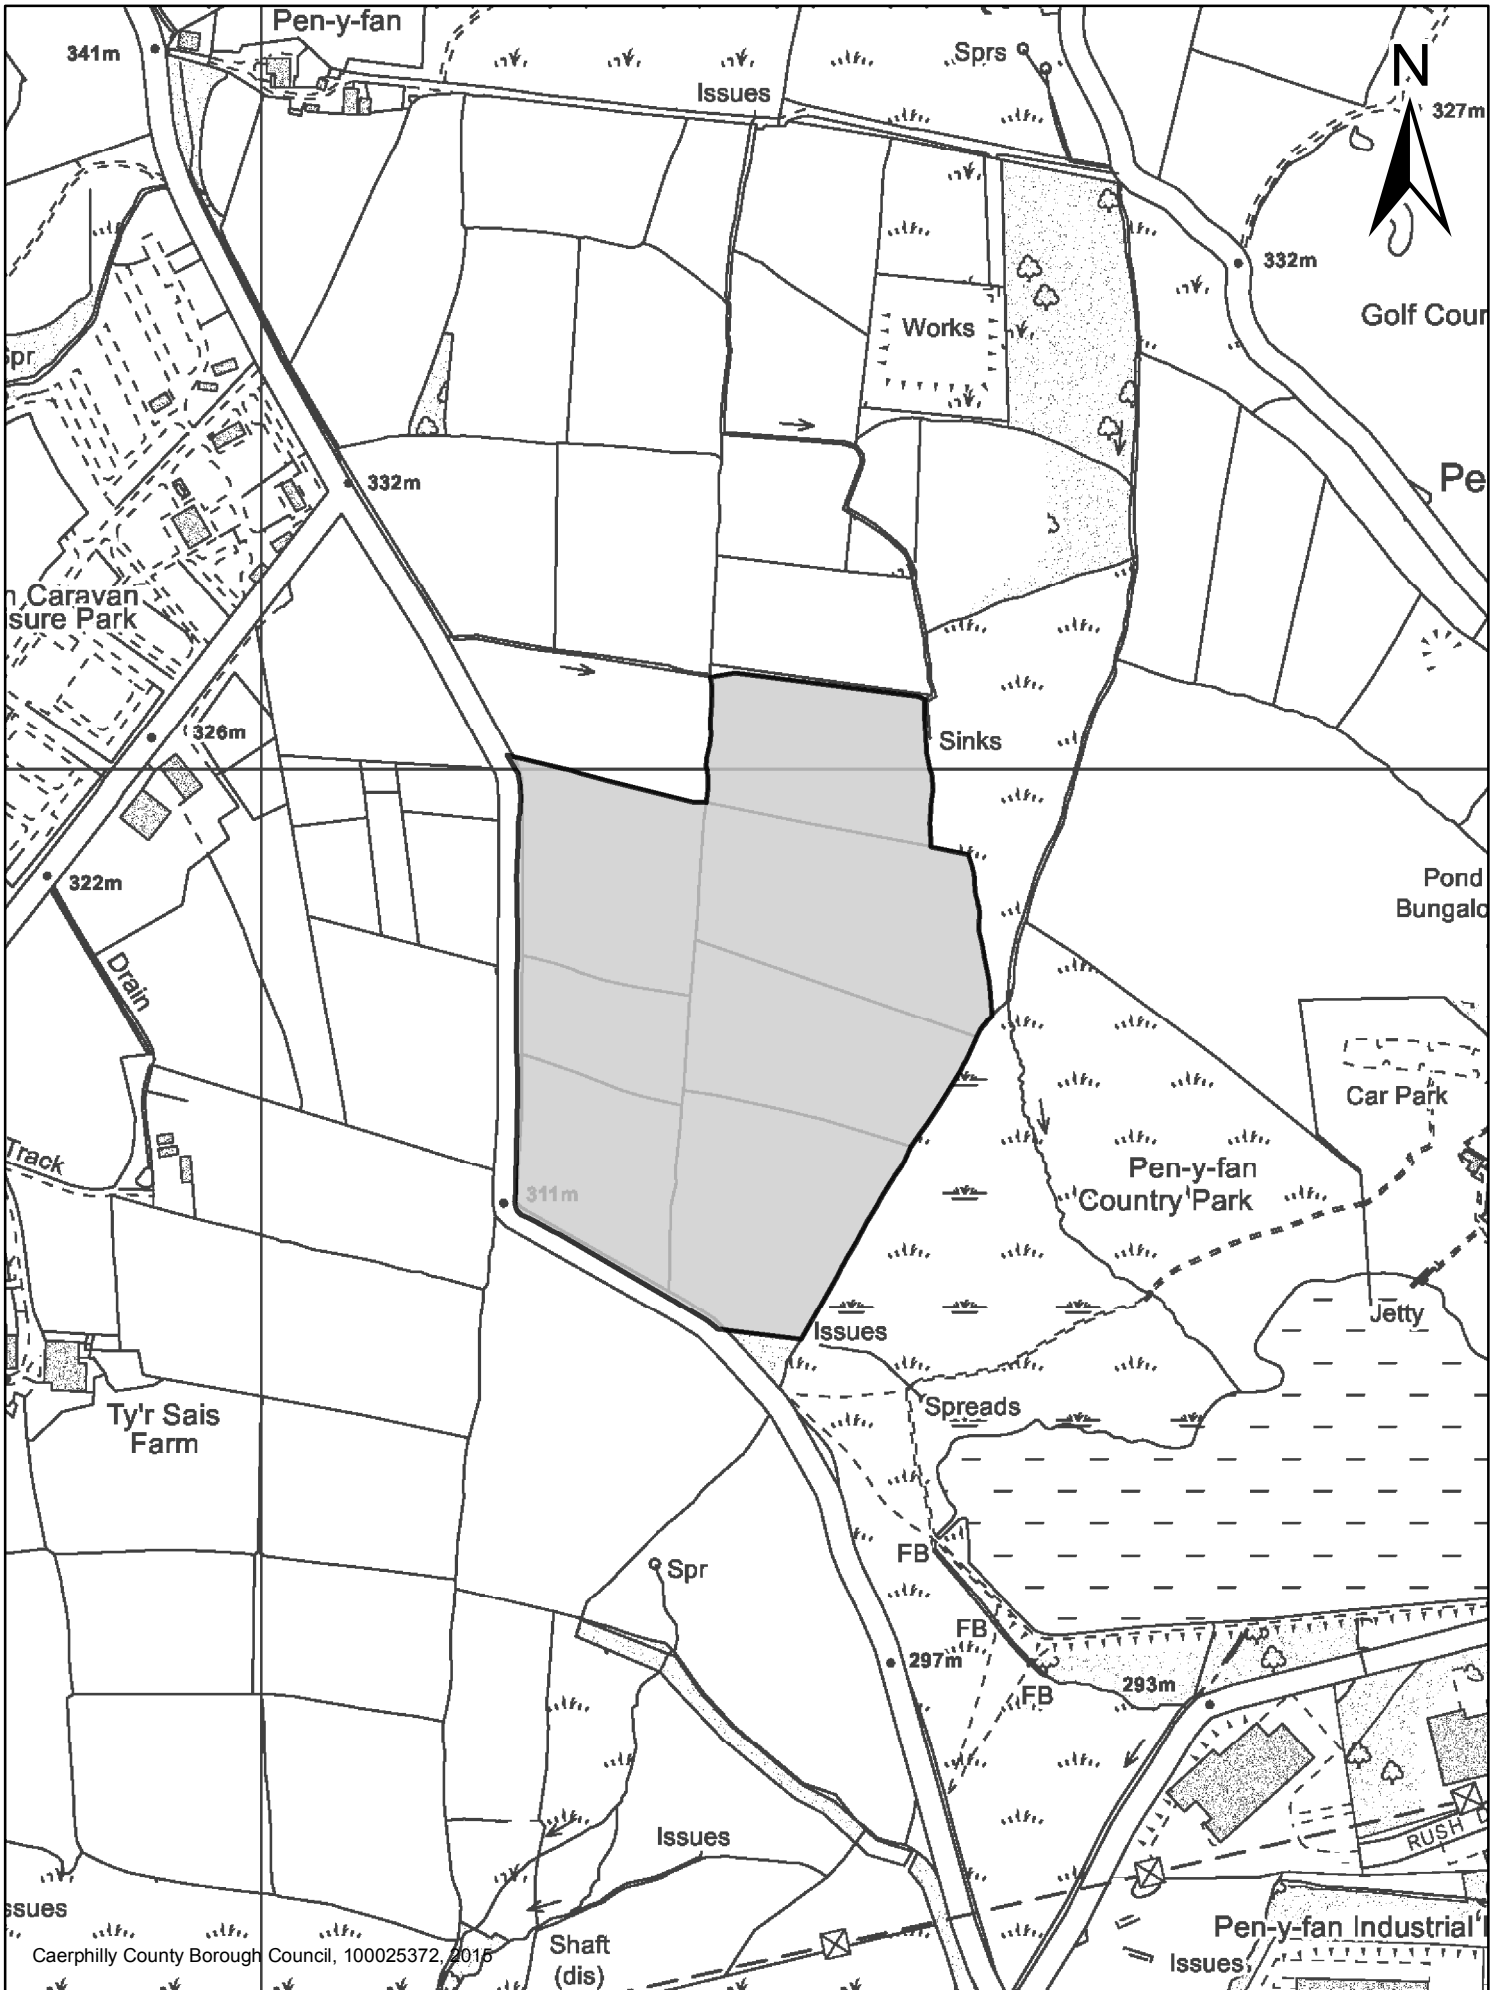 Pen-y-fan
341m
Sprs
N
Issues
327m
332m
Golf Cour
Spr
Works
Pe
332m
n Caravan
sure Park
326m
Sinks
322m
Pond
Bungalo
Drain
Car Park
Track
Pen-y-fan
Country Park
311m
Jetty
Issues
Ty'r Sais
Farm
Spreads
FB
Spr
FB
297m
FB
293m
Issues
RUSH D
ssues
Pen-y-fan Industrial
Shaft
(dis)
Issues
Caerphilly County Borough Council, 100025372, 2015